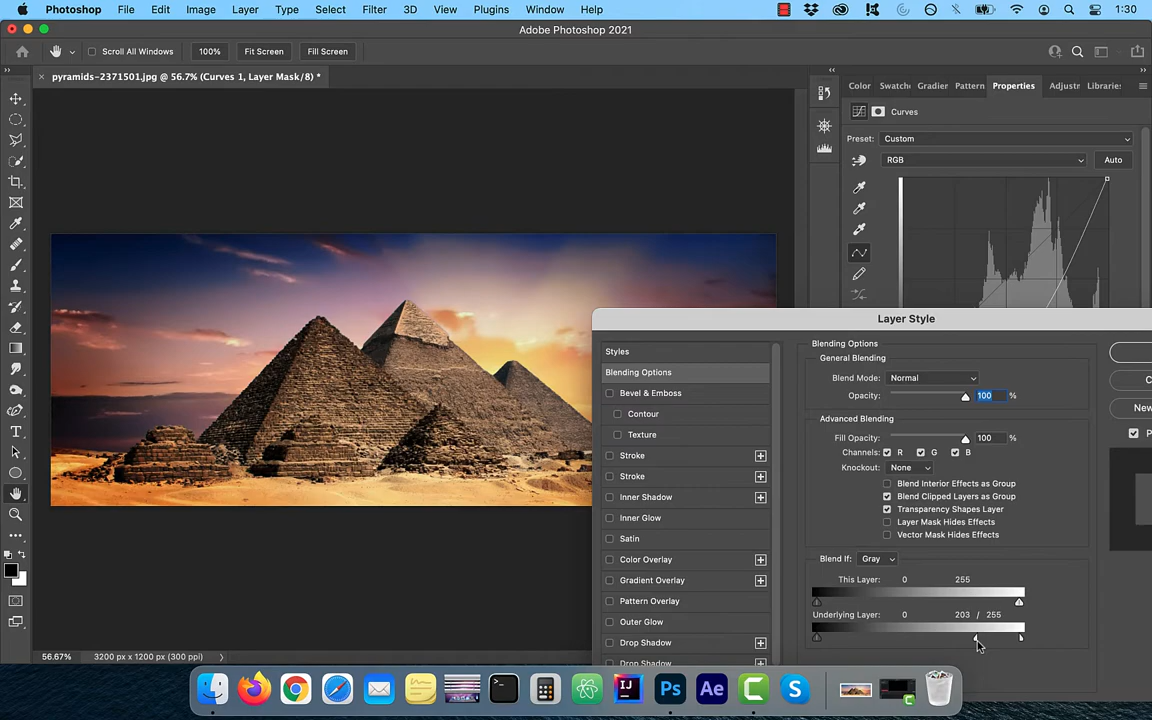 Photoshop File Edit Image Layer Type Select Filter 3D View Plugins Window Help 1:30
Adobe Photoshop 2021
Scroll All Windows 100% Fit Screen Fill Screen
× pyramids-2371501.jpg @ 56.7% (Curves 1, Layer Mask/8) *
Color Swatch Gradier Pattern Properties Adjustr Librarie:
Curves
Preset: Custom
RGB Auto
Layer Style
Styles
Blending Options
Bevel & Emboss
Contour
Texture
Stroke
Stroke
Inner Shadow
Inner Glow
Satin
Color Overlay
Gradient Overlay
Pattern Overlay
Outer Glow
Drop Shadow
Drop Shadow
Blending Options
General Blending
Blend Mode: Normal
Opacity: 100 %
Advanced Blending
Fill Opacity: 100 %
Channels: R G B
Knockout: None
Blend Interior Effects as Group
Blend Clipped Layers as Group
Transparency Shapes Layer
Layer Mask Hides Effects
Vector Mask Hides Effects
Blend If: Gray
This Layer: 0 255
Underlying Layer: 0 203 / 255
C
New
P
56.67% 3200 px x 1200 px (300 ppi)